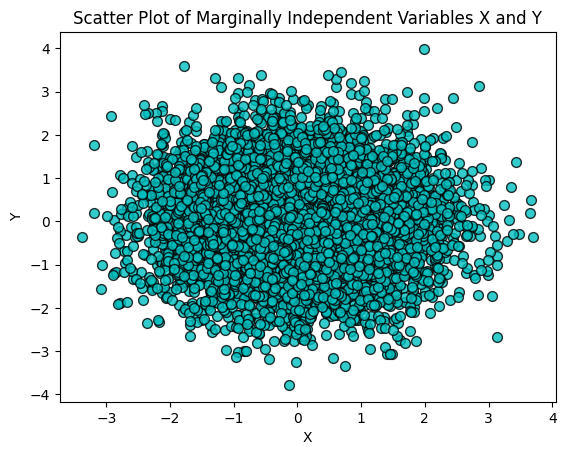 Scatter Plot of Marginally Independent Variables X and Y
4
3
2
1
0
−1
−2
−3
−4
Y
−3 −2 −1 0 1 2 3 4
X